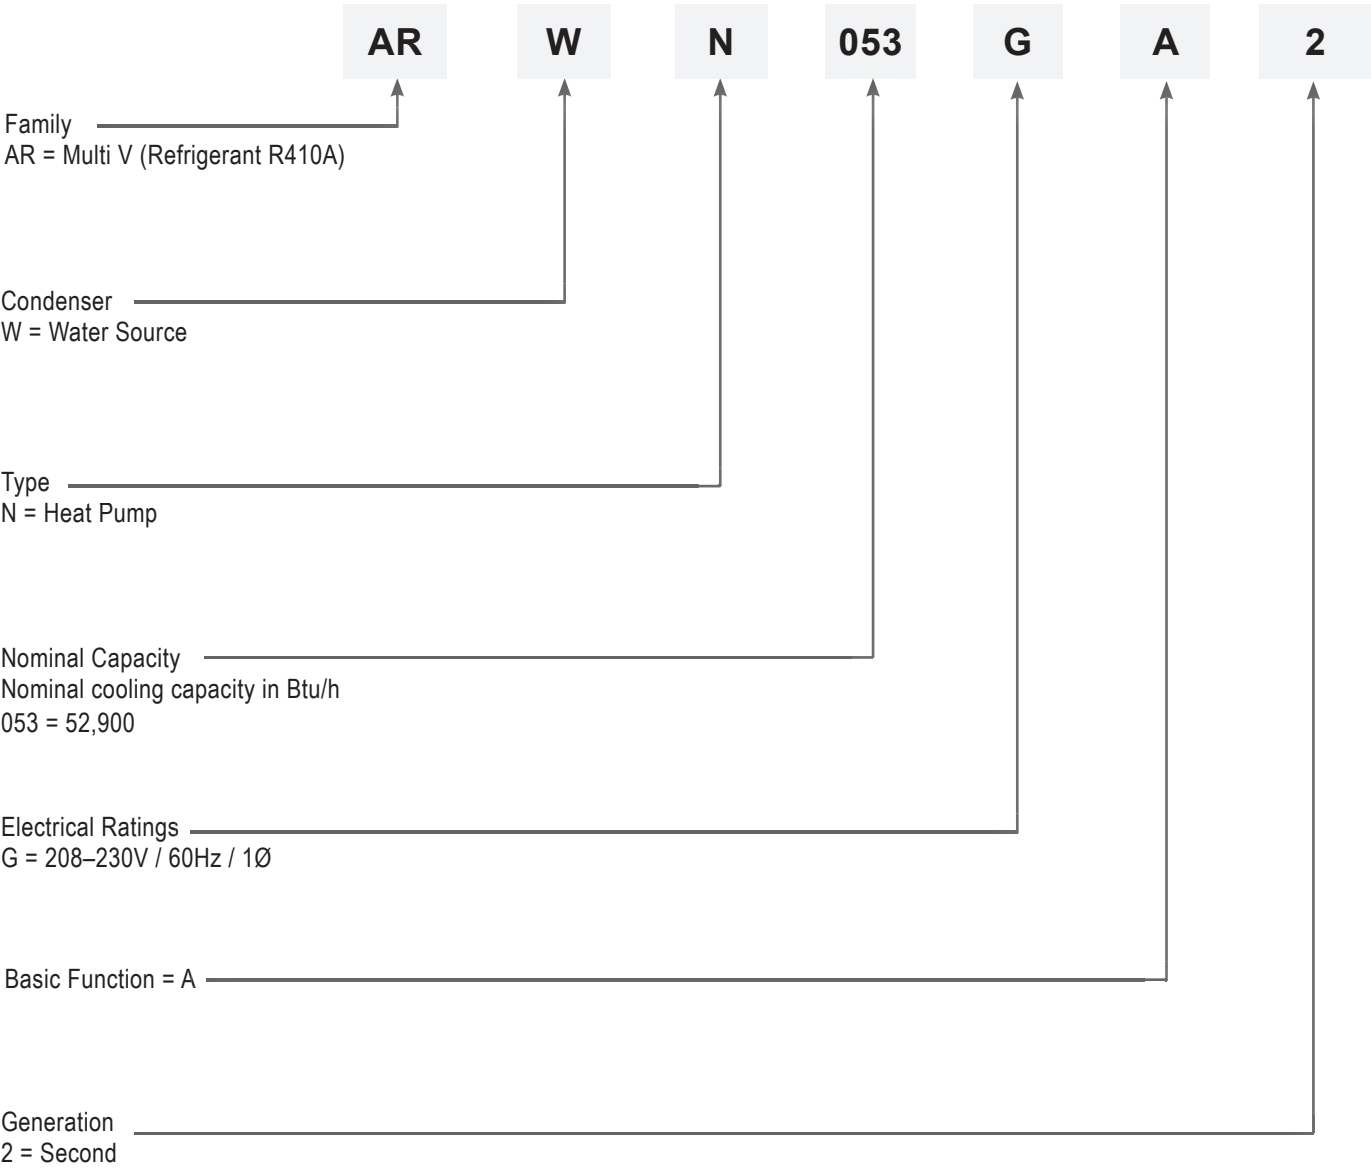 AR W N 053 G A 2
Family
AR = Multi V (Refrigerant R410A)
Condenser
W = Water Source
Type
N = Heat Pump
Nominal Capacity
Nominal cooling capacity in Btu/h
053 = 52,900
Electrical Ratings
G = 208–230V / 60Hz / 1Ø
Basic Function = A
Generation
2 = Second